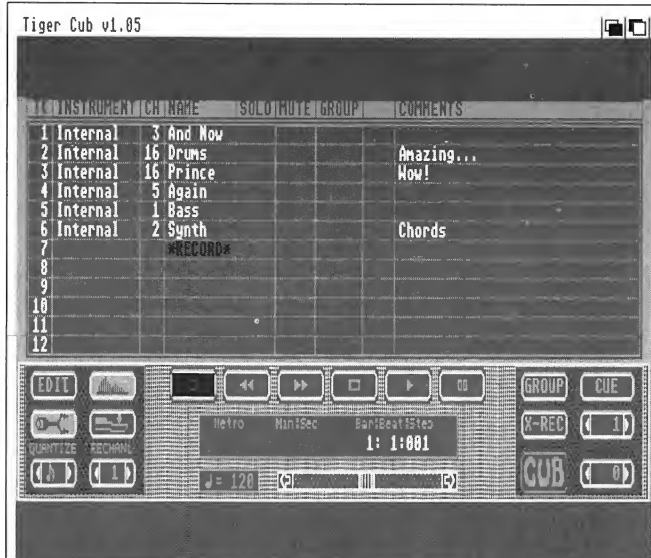 Tiger Cub v1.05
TC INSTRUMENT CH NAME SOLO MUTE GROUP COMMENTS
1 Internal 3 And Now
2 Internal 16 Drums Amazing...
3 Internal 16 Prince Wow!
4 Internal 5 Again
5 Internal 1 Bass
6 Internal 2 Synth Chords
7 *RECORD*
8
9
10
11
12
EDIT GROUP CUE
Metro Min:Sec Bar:Beat:Step
1: 1:001
X-REC 1
QUANTIZE RECHANL
1
= 120
CUB 0